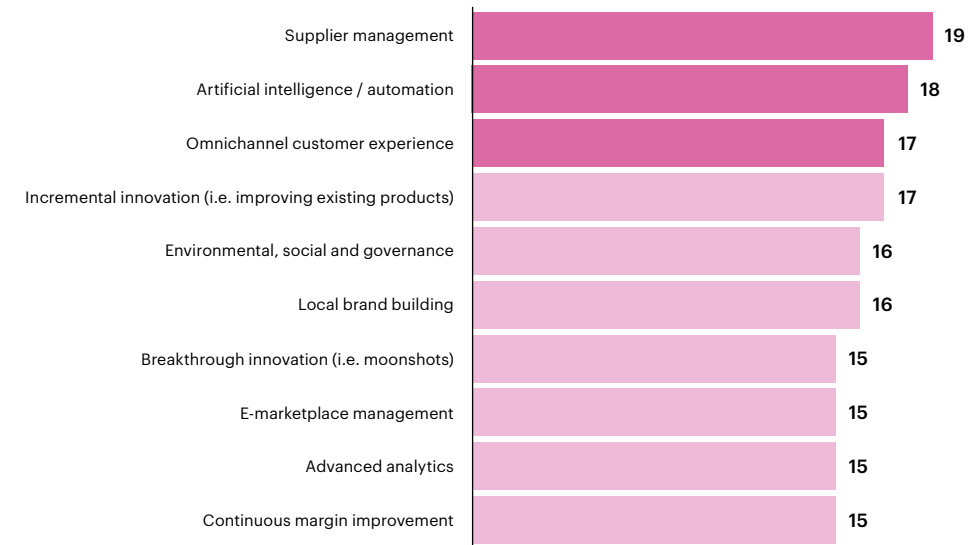 Supplier management 19
Artificial intelligence / automation 18
Omnichannel customer experience 17
Incremental innovation (i.e. improving existing products) 17
Environmental, social and governance 16
Local brand building 16
Breakthrough innovation (i.e. moonshots) 15
E-marketplace management 15
Advanced analytics 15
Continuous margin improvement 15